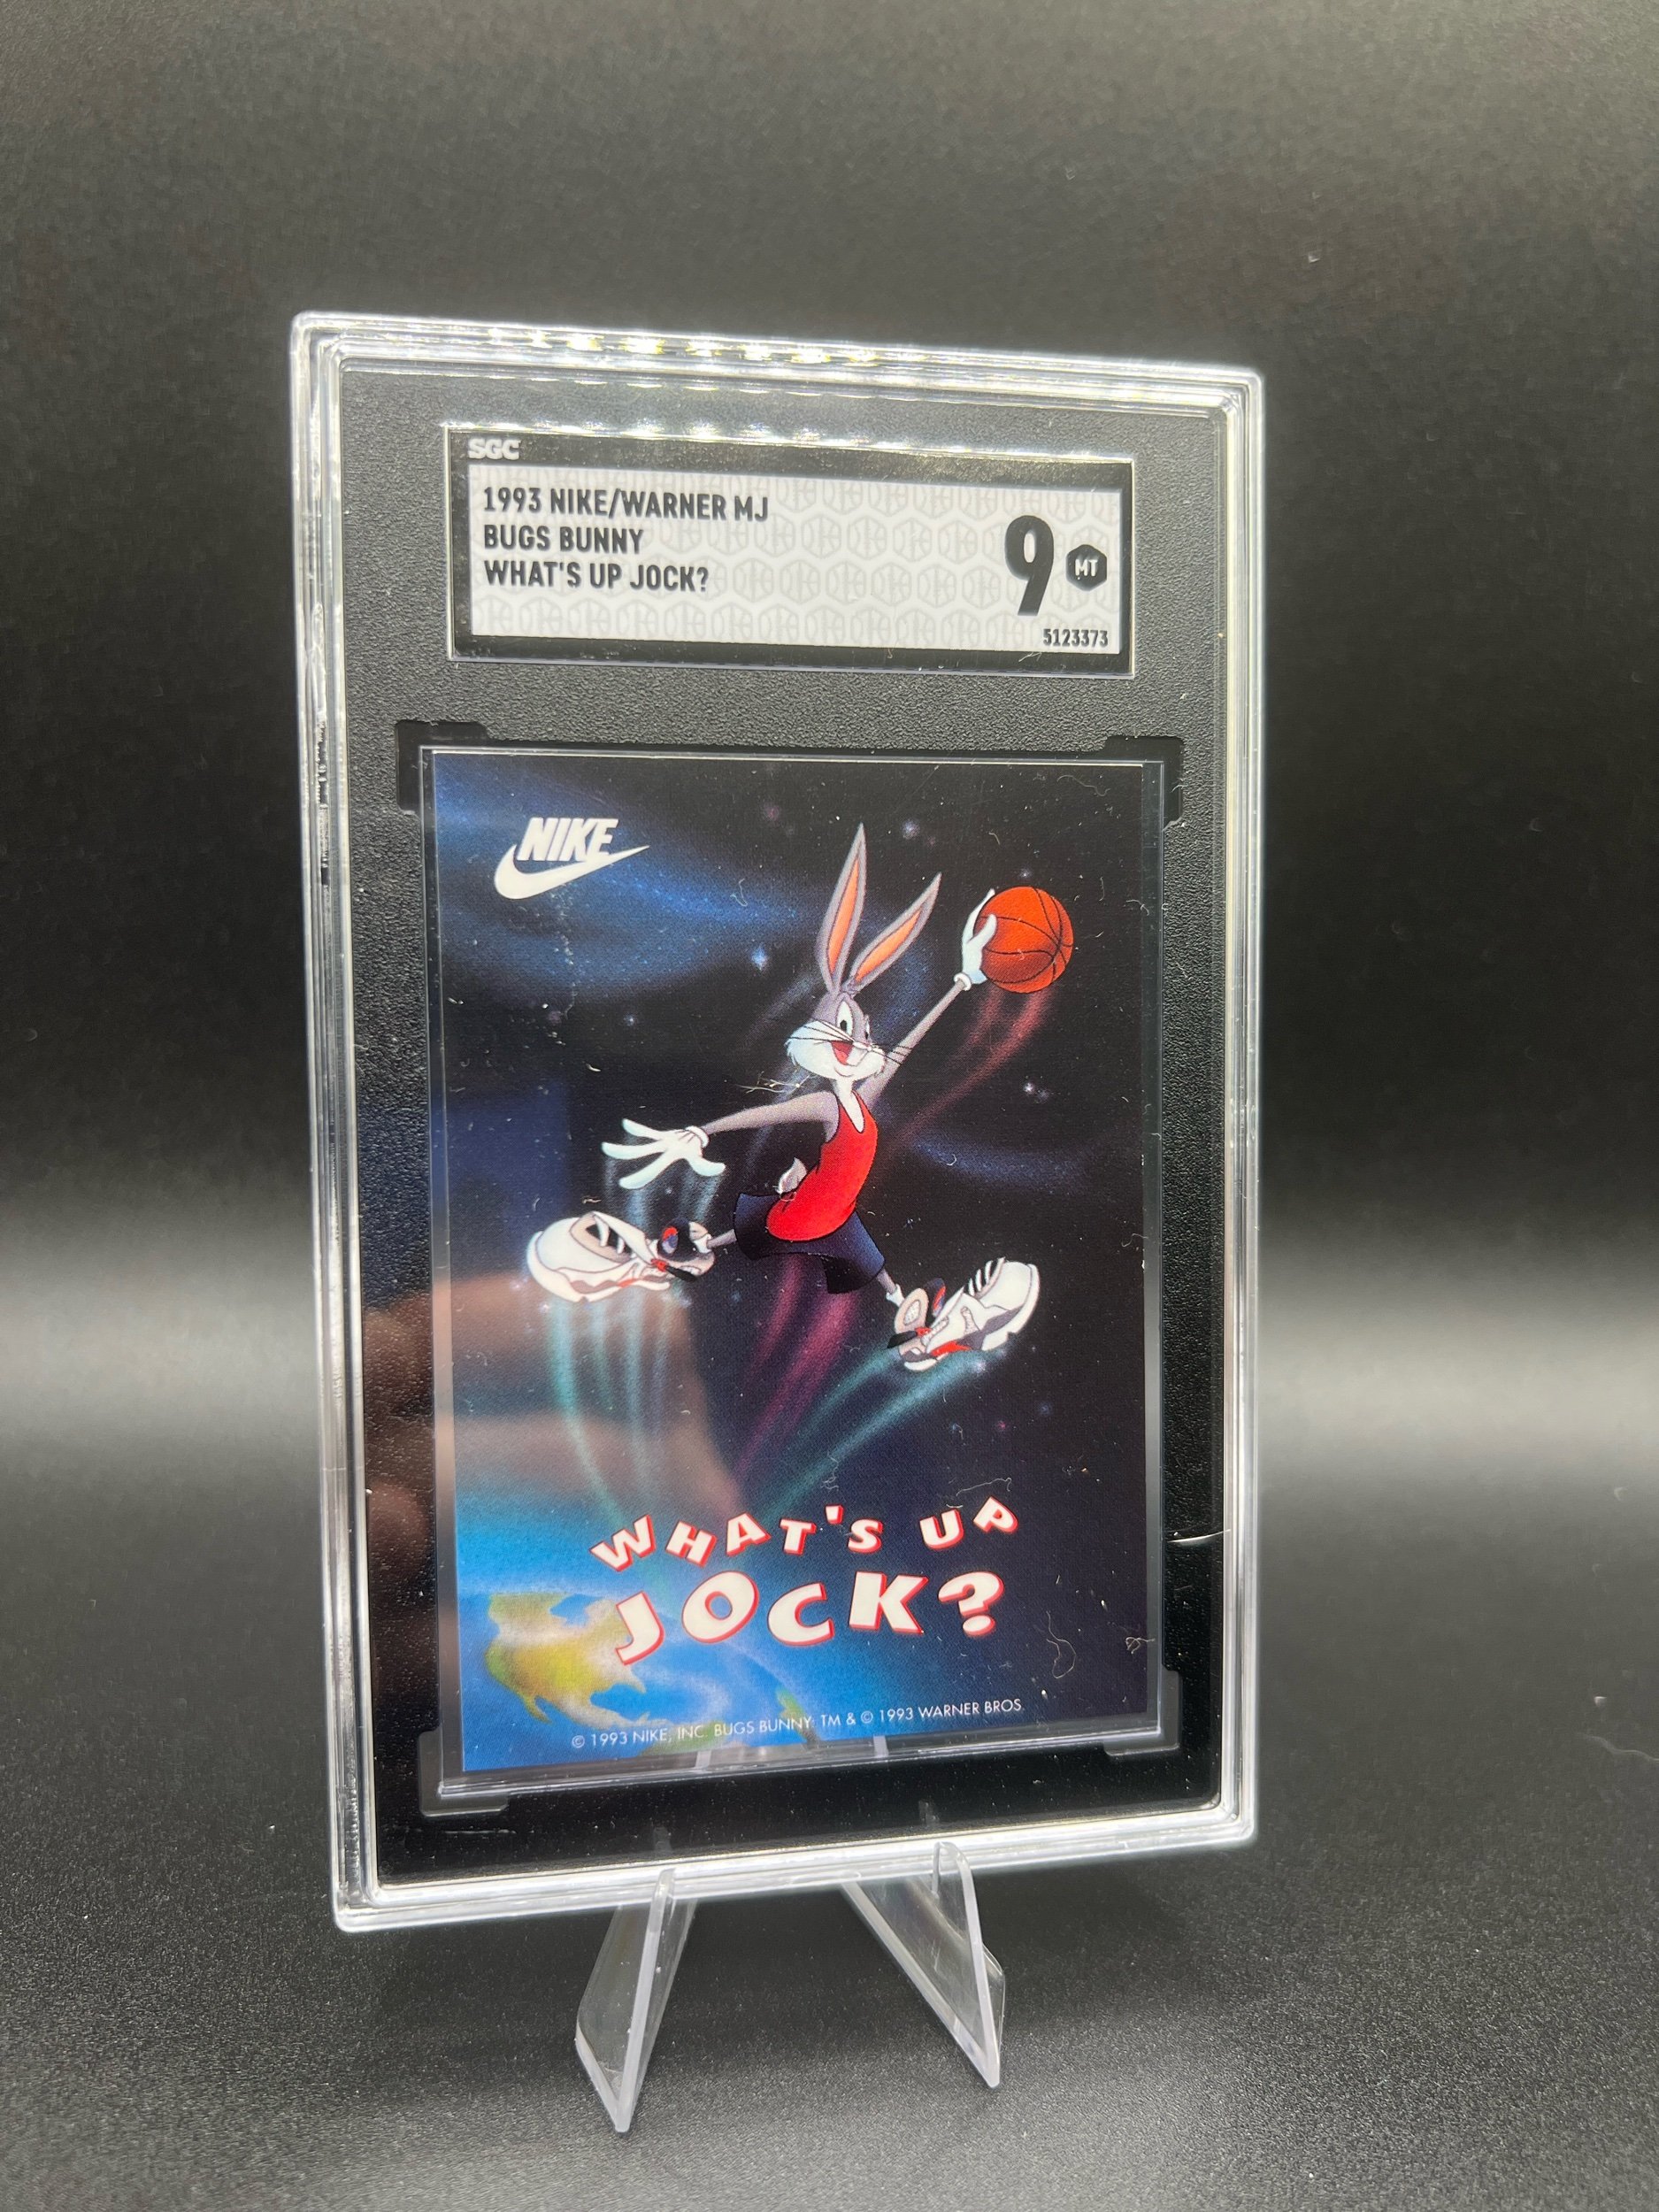 SGC
1993 NIKE/WARNER MJ
BUGS BUNNY
WHAT'S UP JOCK?
9 MT
5123373
NIKE
WHAT'S UP
JOCK?
© 1993 NIKE, INC. BUGS BUNNY: TM & © 1993 WARNER BROS.